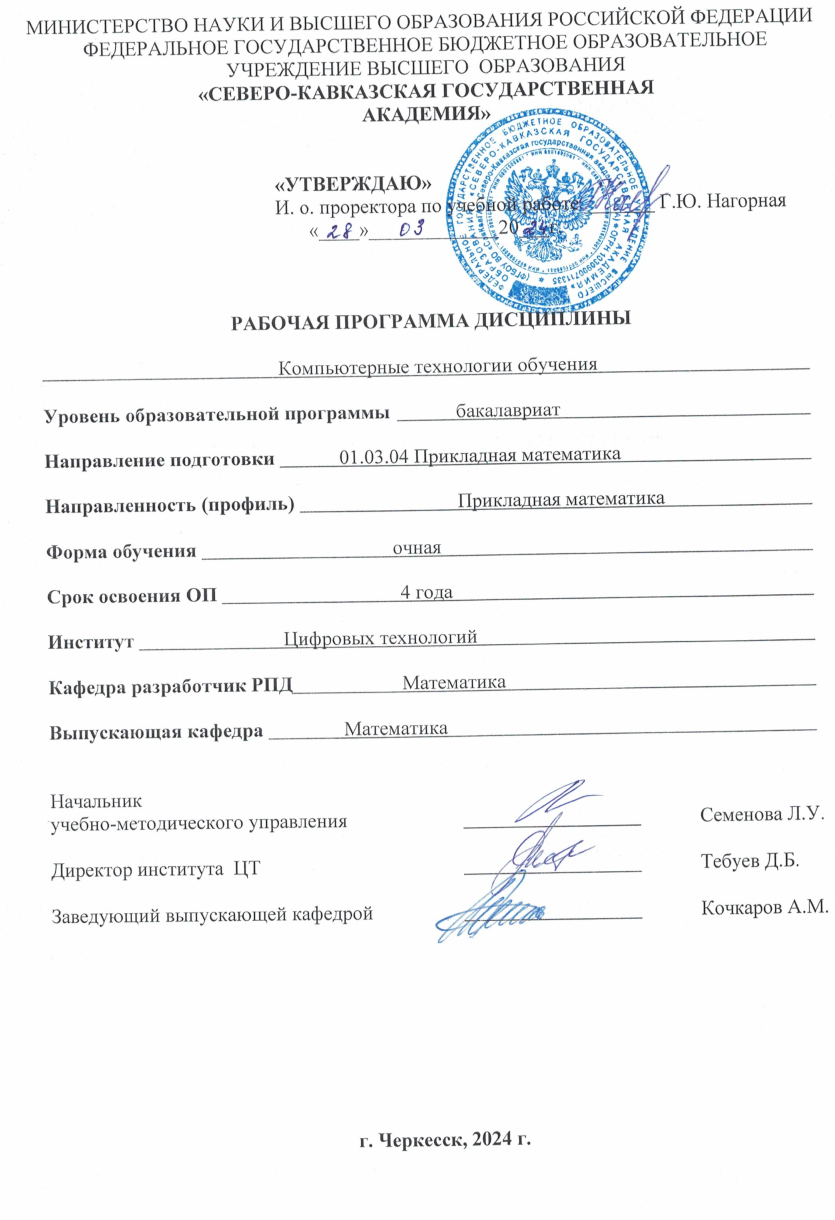 МИНИСТЕРСТВО НАУКИ И ВЫСШЕГО ОБРАЗОВАНИЯ РОССИЙСКОЙ ФЕДЕРАЦИИ
ФЕДЕРАЛЬНОЕ ГОСУДАРСТВЕННОЕ БЮДЖЕТНОЕ ОБРАЗОВАТЕЛЬНОЕ
УЧРЕЖДЕНИЕ ВЫСШЕГО ОБРАЗОВАНИЯ
«СЕВЕРО-КАВКАЗСКАЯ ГОСУДАРСТВЕННАЯ
АКАДЕМИЯ»
«УТВЕРЖДАЮ»
И. о. проректора по учебной работе ________ Г.Ю. Нагорная
«_28_»___03___ 2024 г.
РАБОЧАЯ ПРОГРАММА ДИСЦИПЛИНЫ
Компьютерные технологии обучения
Уровень образовательной программы бакалавриат
Направление подготовки 01.03.04 Прикладная математика
Направленность (профиль) Прикладная математика
Форма обучения очная
Срок освоения ОП 4 года
Институт Цифровых технологий
Кафедра разработчик РПД Математика
Выпускающая кафедра Математика
Начальник
учебно-методического управления Семенова Л.У.
Директор института ЦТ Тебуев Д.Б.
Заведующий выпускающей кафедрой Кочкаров А.М.
г. Черкесск, 2024 г.